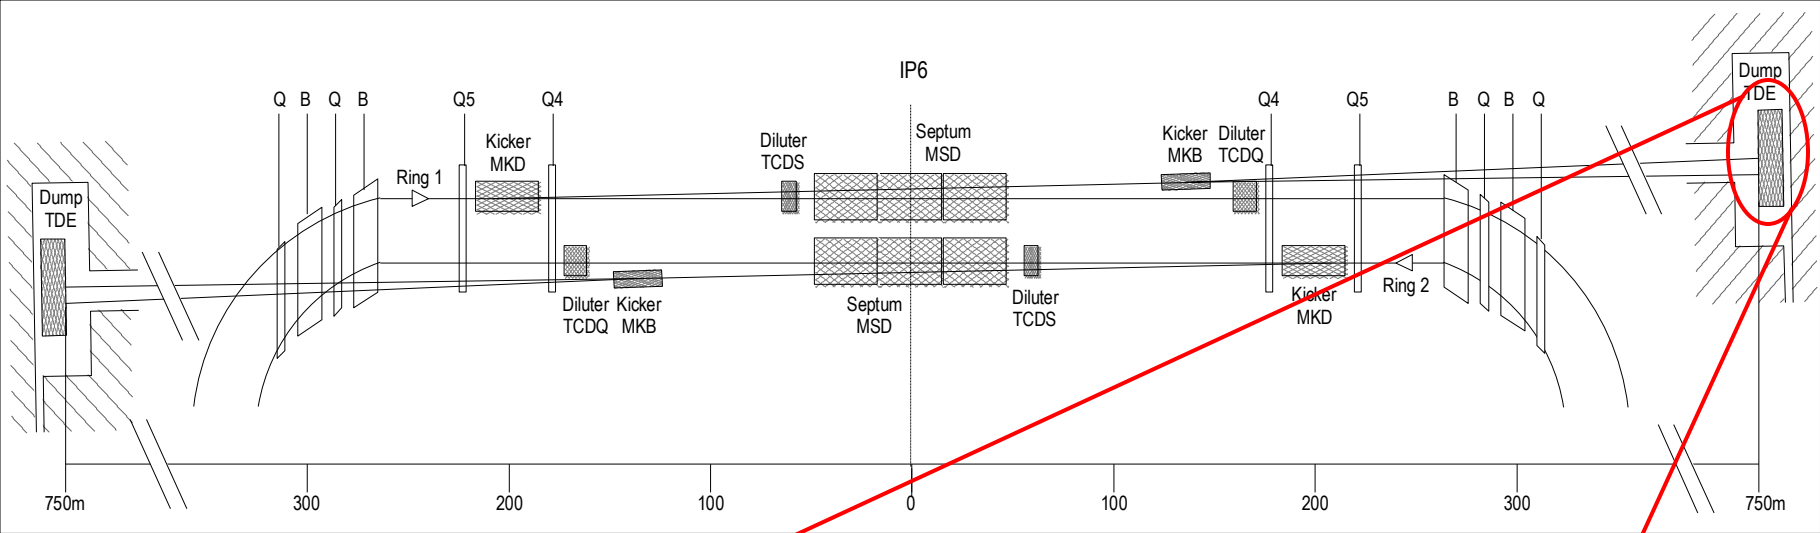 IP6
Dump
TDE
Q B Q B Q5 Q4 Q4 Q5 B Q B Q
Septum
MSD
Kicker
MKD
Diluter
TCDS
Kicker
MKB
Diluter
TCDQ
Ring 1
Dump
TDE
Ring 2
Diluter
TCDQ
Kicker
MKB
Septum
MSD
Diluter
TCDS
Kicker
MKD
750m 300 200 100 0 100 200 300 750m